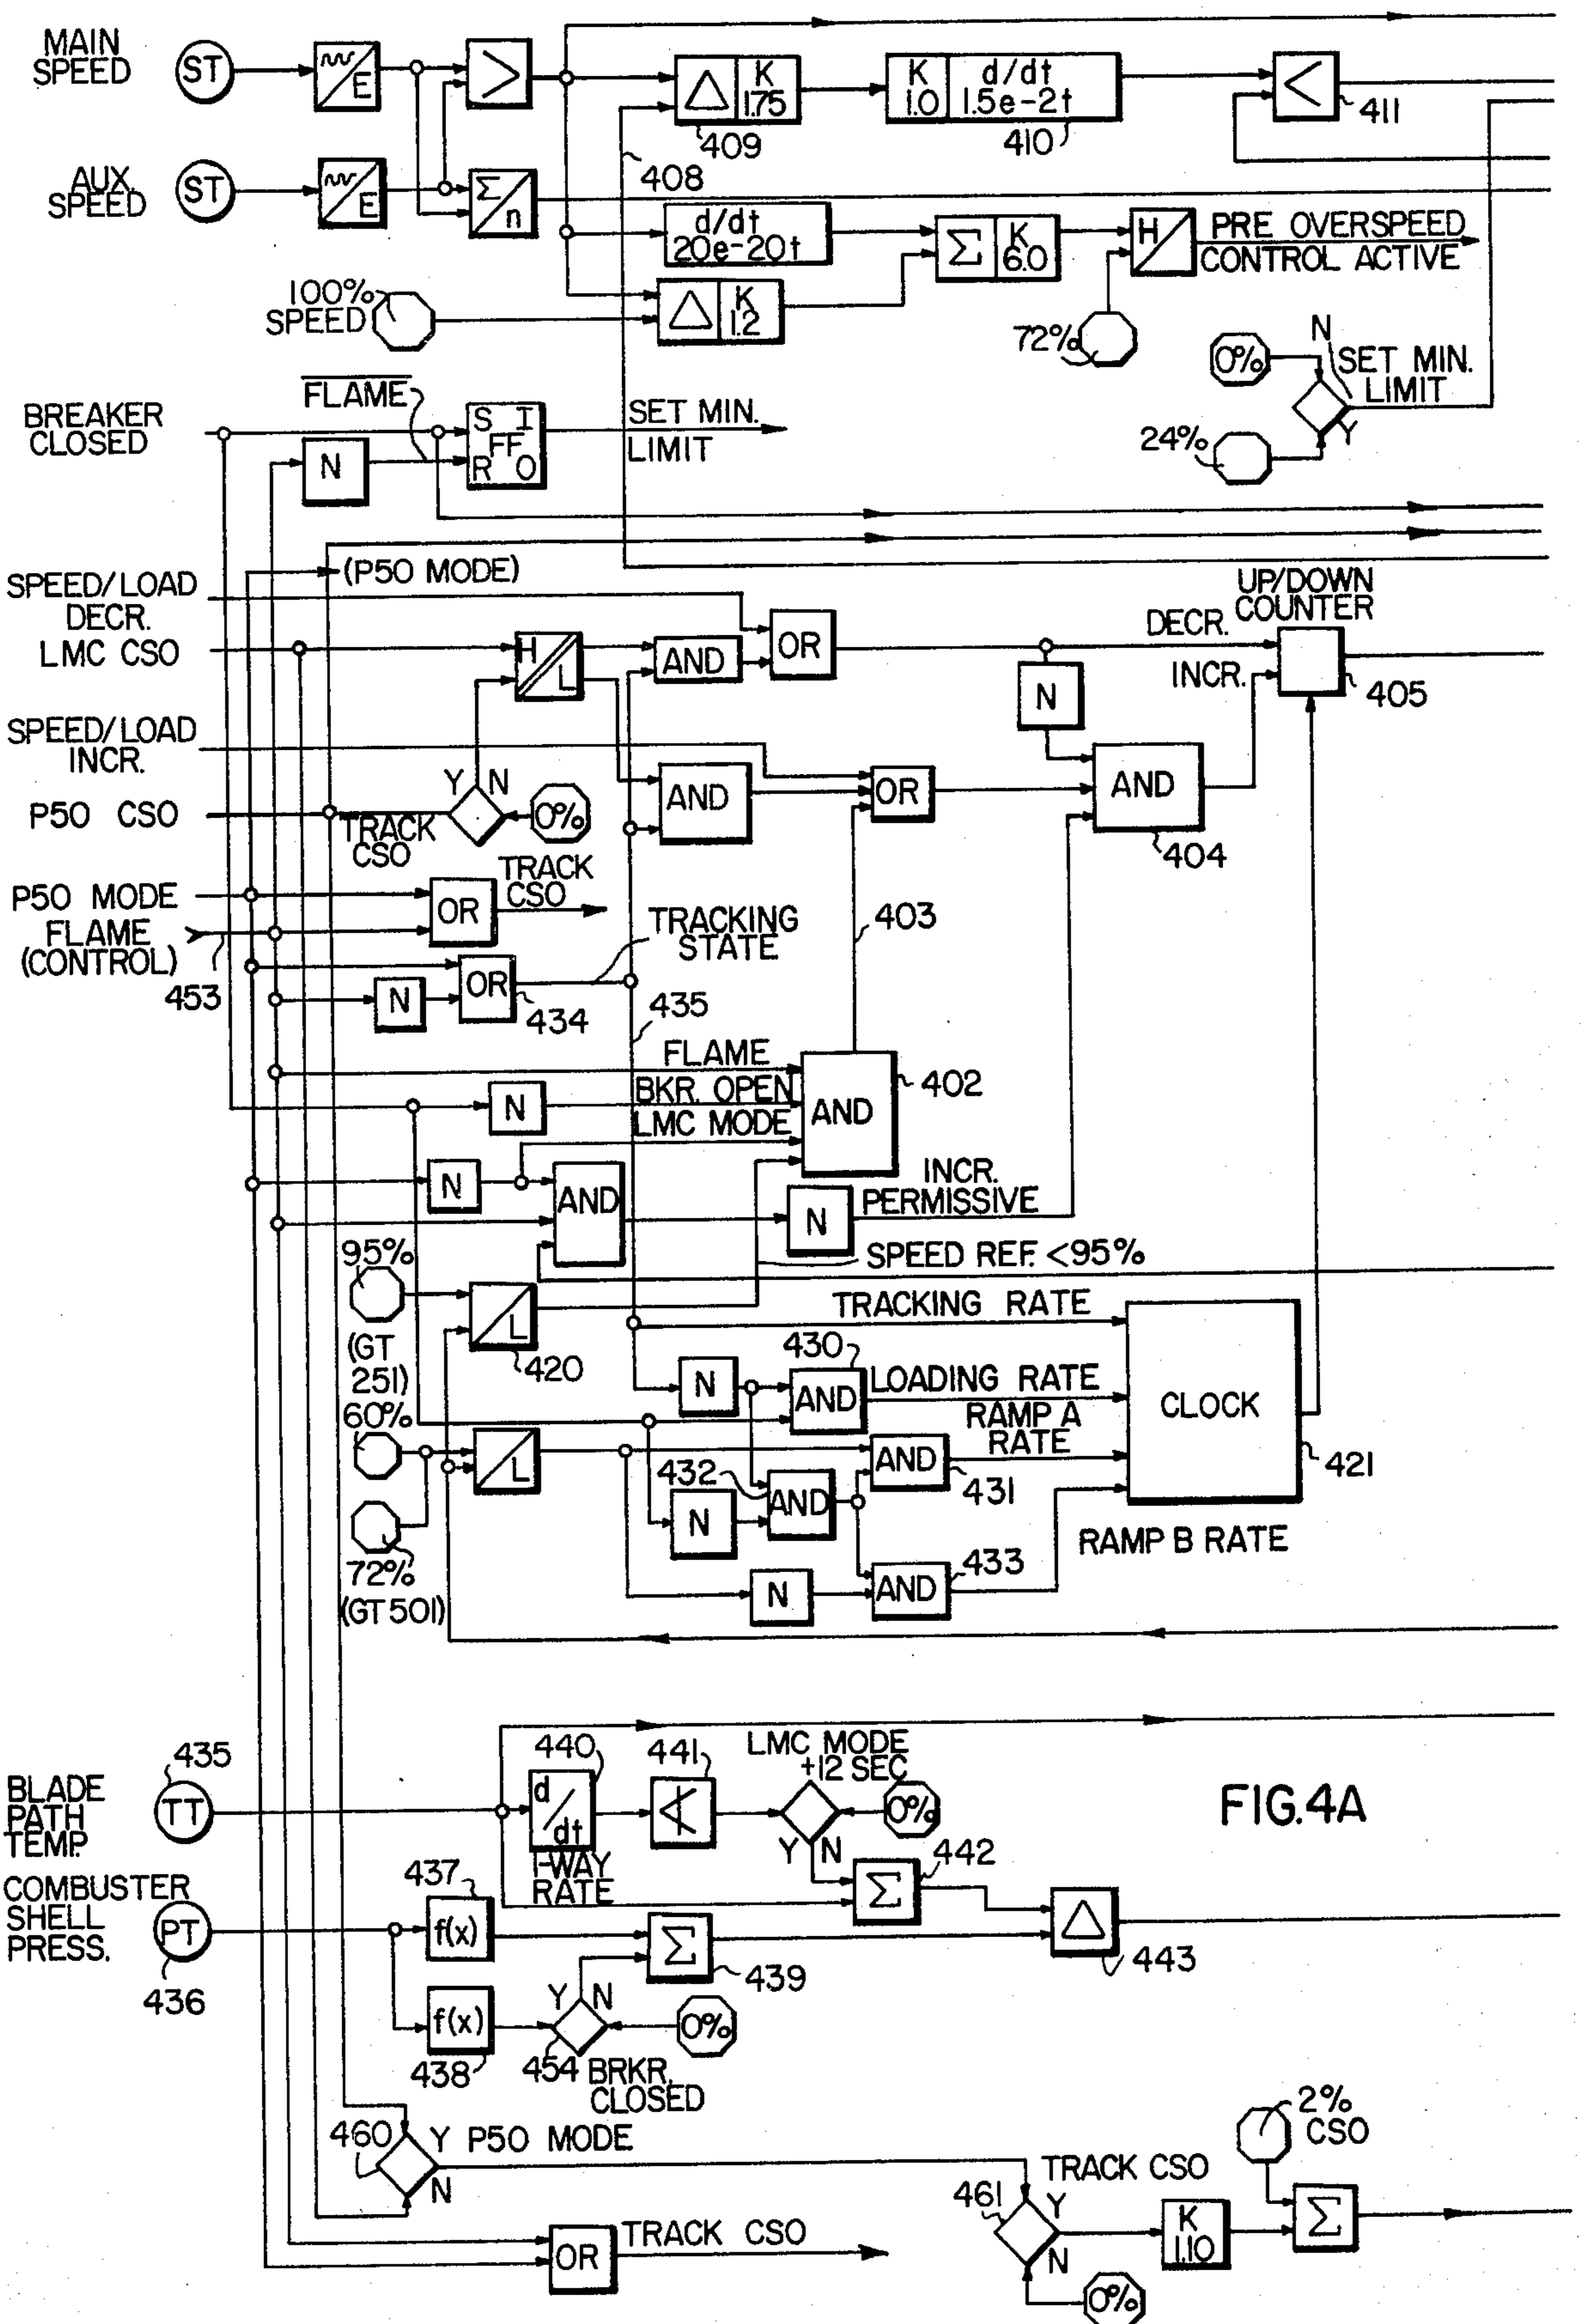 MAIN
SPEED
ST
E
>
△
K
1.75
409
K
1.0
d/dt
1.5e-2t
410
<
411
AUX.
SPEED
ST
E
Σ
n
408
d/dt
20e-20t
Σ
K
6.0
H
PRE OVERSPEED
CONTROL ACTIVE
100%
SPEED
△
K
1.2
72%
0%
N
SET MIN.
LIMIT
Y
24%
FLAME
BREAKER
CLOSED
N
S I
FF
R O
SET MIN.
LIMIT
(P50 MODE)
SPEED/LOAD
DECR.
LMC CSO
H
L
AND
OR
DECR.
INCR.
UP/DOWN
COUNTER
405
N
SPEED/LOAD
INCR.
P50 CSO
Y N
0%
TRACK
CSO
AND
OR
AND
404
P50 MODE
FLAME
(CONTROL)
453
OR
TRACK
CSO
TRACKING
STATE
403
N
OR
434
435
FLAME
BKR. OPEN
LMC MODE
AND
402
N
N
AND
N
INCR.
PERMISSIVE
SPEED REF. <95%
95%
(GT
251)
L
420
TRACKING RATE
430
N
AND
LOADING RATE
RAMP A
RATE
CLOCK
421
60%
L
432
AND
AND
431
N
72%
(GT 501)
N
AND
433
RAMP B RATE
435
BLADE
PATH
TEMP.
TT
440
d
dt
1-WAY
RATE
441
LMC MODE
+12 SEC
0%
Y N
FIG.4A
442
Σ
COMBUSTER
SHELL
PRESS.
PT
436
437
f(x)
Σ
439
△
443
f(x)
438
Y N
454
0%
BRKR.
CLOSED
460
Y P50 MODE
N
2%
CSO
TRACK CSO
461
Y
N
K
1.10
Σ
0%
OR
TRACK CSO